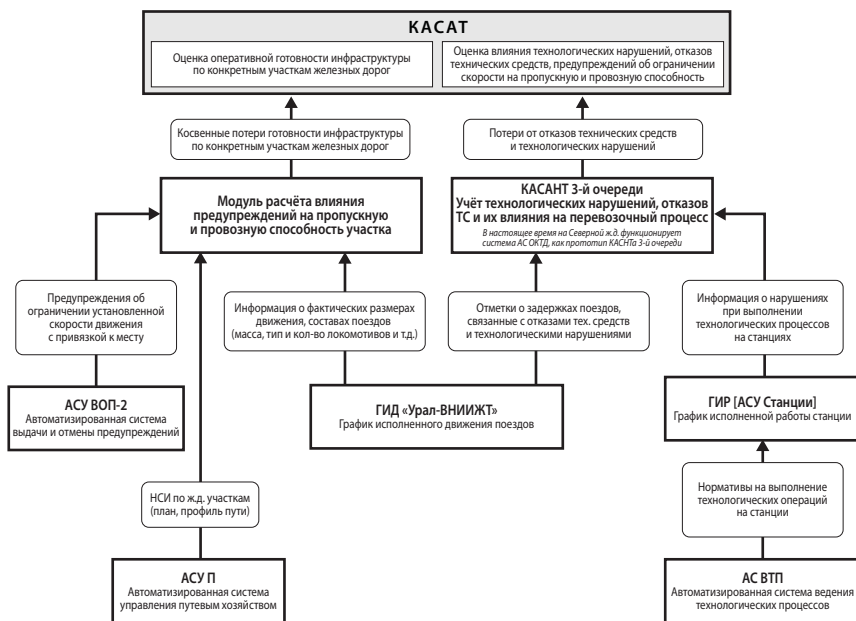 КАСАТ
Оценка оперативной готовности инфраструктуры
по конкретным участкам железных дорог
Оценка влияния технологических нарушений, отказов
технических средств, предупреждений об ограничении
скорости на пропускную и провозную способность
Косвенные потери готовности инфраструктуры
по конкретным участкам железных дорог
Потери от отказов технических средств
и технологических нарушений
Модуль расчёта влияния
предупреждений на пропускную
и провозную способность участка
КАСАНТ 3-й очереди
Учёт технологических нарушений, отказов
ТС и их влияния на перевозочный процесс
В настоящее время на Северной ж.д. функционирует
система АС ОКТД, как прототип КАСНТа 3-й очереди
Предупреждения об
ограничении установленной
скорости движения
с привязкой к месту
Информация о фактических размерах
движения, составах поездов
(масса, тип и кол-во локомотивов и т.д.)
Отметки о задержках поездов,
связанные с отказами тех. средств
и технологическими нарушениями
Информация о нарушениях
при выполнении
технологических процессов
на станциях
АСУ ВОП-2
Автоматизированная система
выдачи и отмены предупреждений
ГИД «Урал-ВНИИЖТ»
График исполненного движения поездов
ГИР [АСУ Станции]
График исполненной работы станции
НСИ по ж.д. участкам
(план, профиль пути)
Нормативы на выполнение
технологических операций
на станции
АСУ П
Автоматизированная система
управления путевым хозяйством
АС ВТП
Автоматизированная система ведения
технологических процессов